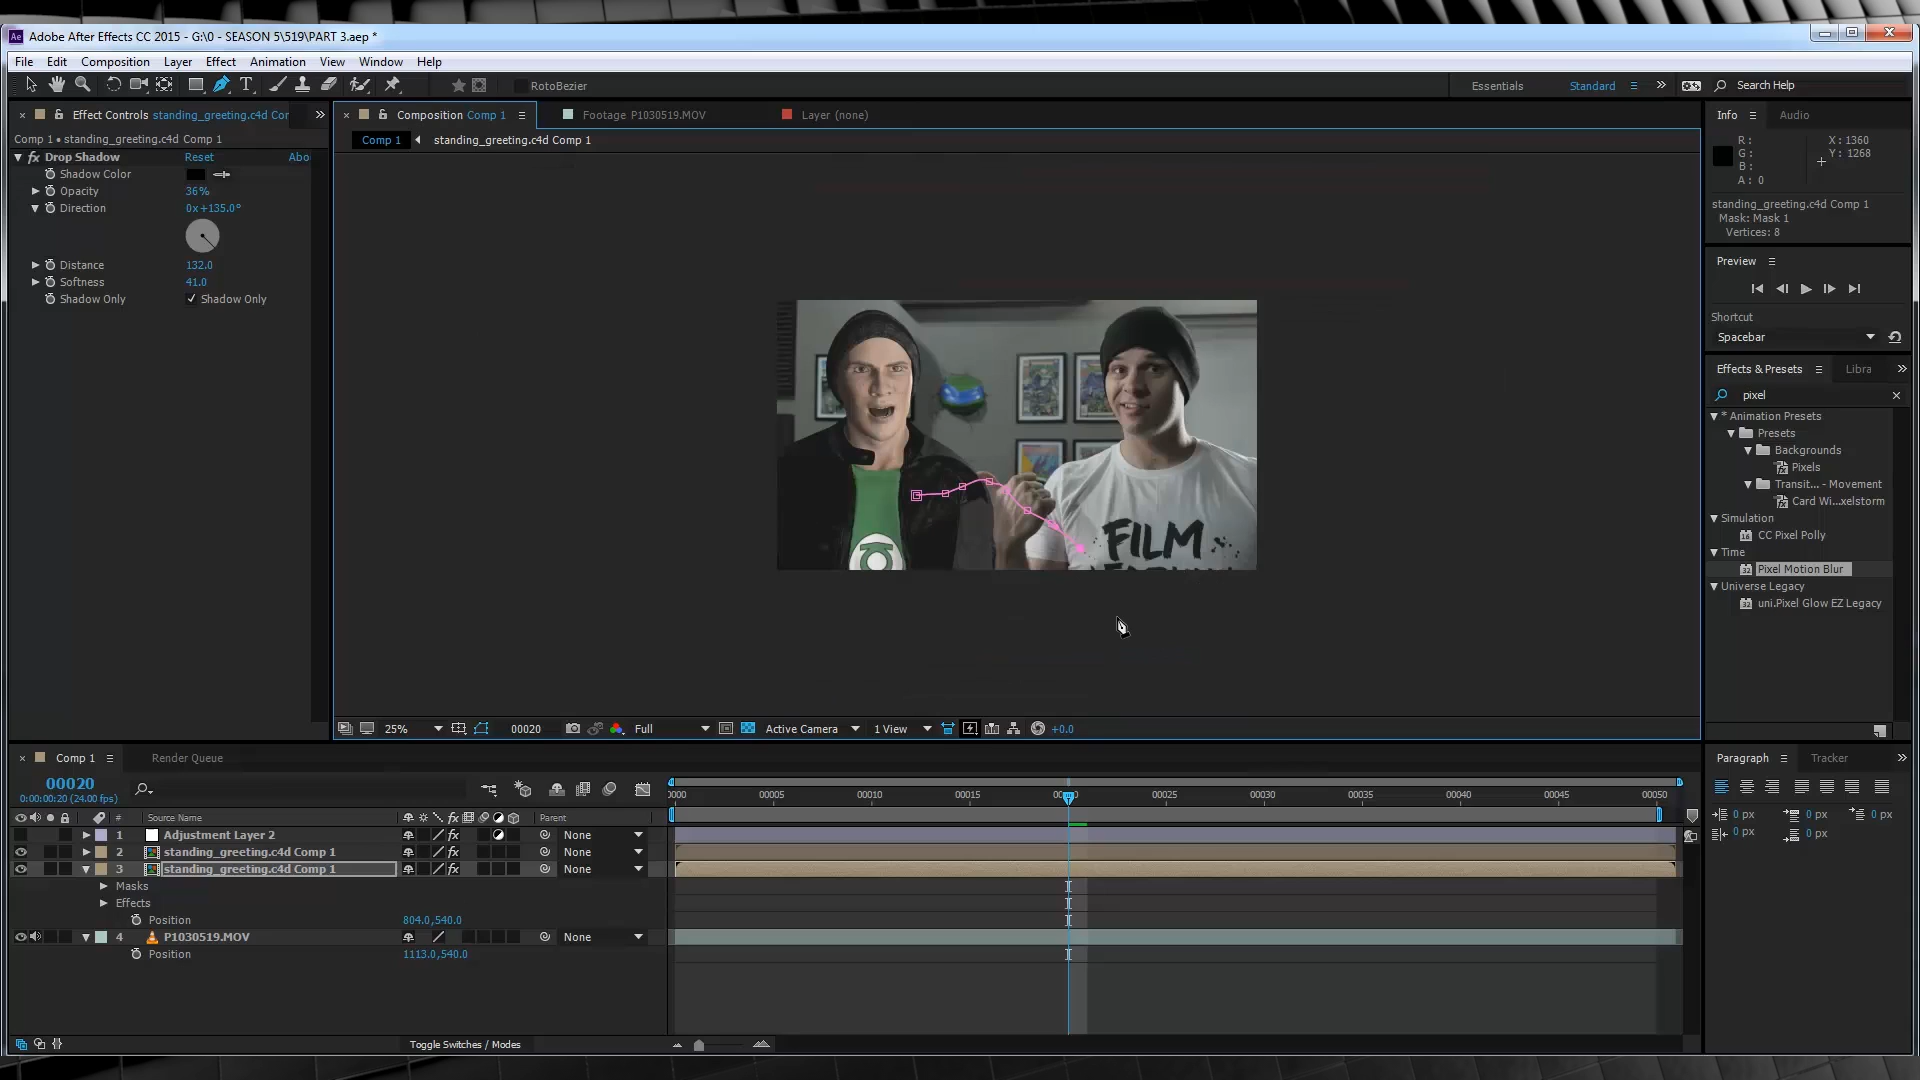 Adobe After Effects CC 2015 - G:\0 - SEASON 5\519\PART 3.aep *
File Edit Composition Layer Effect Animation View Window Help
RotoBezier
Essentials
Standard
Search Help
Effect Controls standing_greeting.c4d Cor
Composition Comp 1
Footage P1030519.MOV
Layer (none)
Info
Audio
Comp 1 • standing_greeting.c4d Comp 1
Comp 1
standing_greeting.c4d Comp 1
Drop Shadow Reset Abo
Shadow Color
Opacity 36%
Direction 0x+135.0°
Distance 132.0
Softness 41.0
Shadow Only Shadow Only
R :
G :
B :
A : 0
X : 1360
Y : 1268
standing_greeting.c4d Comp 1
Mask: Mask 1
Vertices: 8
Preview
Shortcut
Spacebar
Effects & Presets
Libra
pixel
* Animation Presets
Presets
Backgrounds
Pixels
Transit... - Movement
Card Wi...xelstorm
Simulation
CC Pixel Polly
Time
Pixel Motion Blur
Universe Legacy
uni.Pixel Glow EZ Legacy
FILM
25%
00020
Full
Active Camera
1 View
+0.0
Comp 1
Render Queue
00020
0:00:00:20 (24.00 fps)
0000 00005 00010 00015 00025 00030 00035 00040 00045 00050
# Source Name
Parent
1 Adjustment Layer 2 None
2 standing_greeting.c4d Comp 1 None
3 standing_greeting.c4d Comp 1 None
Masks
Effects
Position 804.0,540.0
4 P1030519.MOV None
Position 1113.0,540.0
Toggle Switches / Modes
Paragraph
Tracker
0 px 0 px 0 px
0 px 0 px